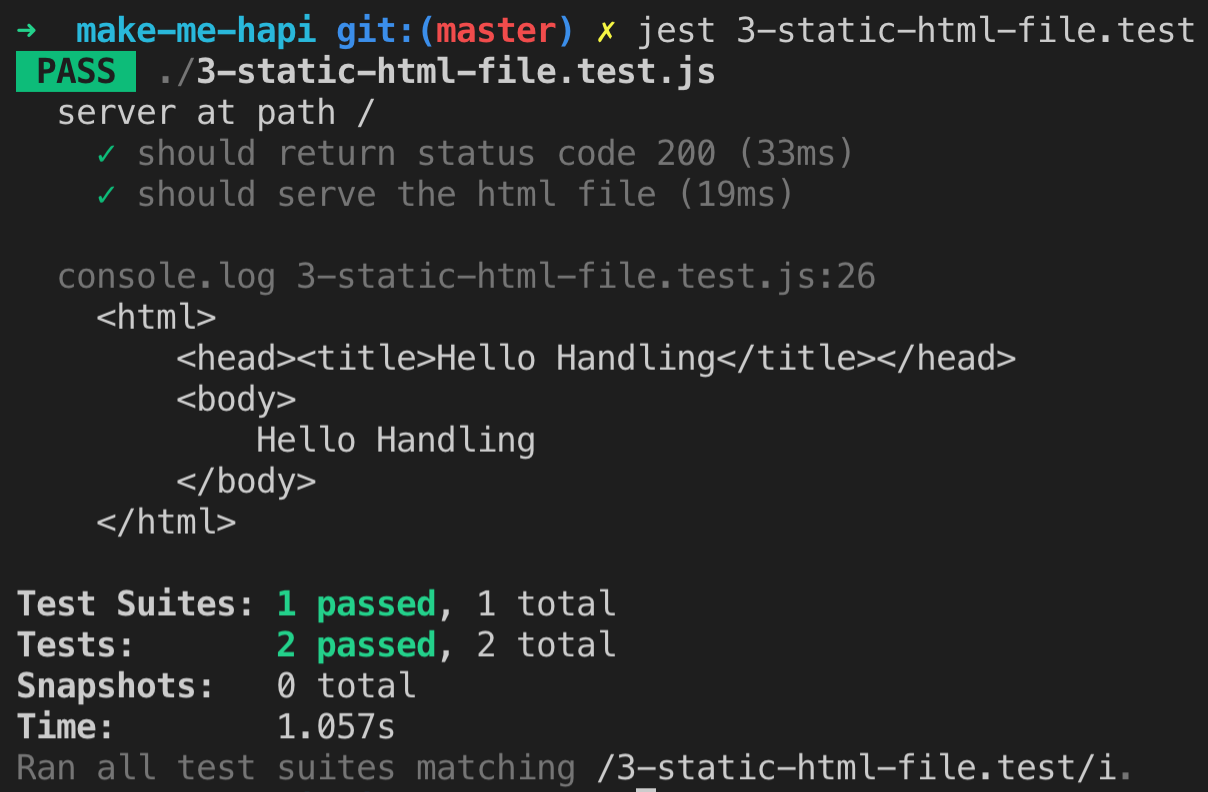 ➜  make-me-hapi git:(master) ✗ jest 3-static-html-file.test
 PASS  ./3-static-html-file.test.js
  server at path /
    ✓ should return status code 200 (33ms)
    ✓ should serve the html file (19ms)

  console.log 3-static-html-file.test.js:26
    <html>
        <head><title>Hello Handling</title></head>
        <body>
            Hello Handling
        </body>
    </html>

Test Suites: 1 passed, 1 total
Tests:       2 passed, 2 total
Snapshots:   0 total
Time:        1.057s
Ran all test suites matching /3-static-html-file.test/i.